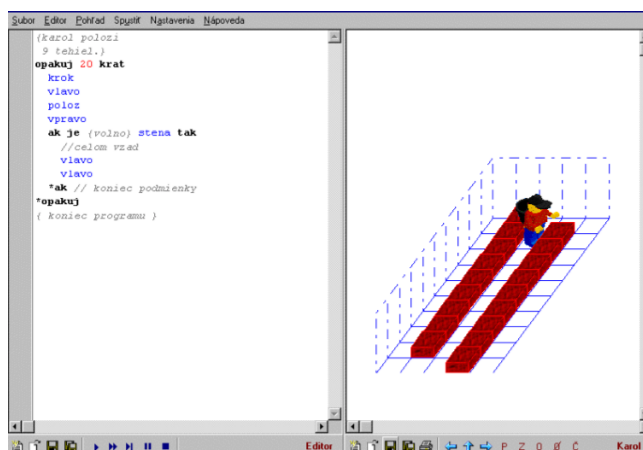 Subor Editor Pohľad Spustiť Nastavenia Nápoveda
{karol polozi
9 tehiel.}
opakuj 20 krat
krok
vlavo
poloz
vpravo
ak je {volno} stena tak
//celom vzad
vlavo
vlavo
*ak // koniec podmienky
*opakuj
{ koniec programu }
Editor
P Z O Ø Č Karol